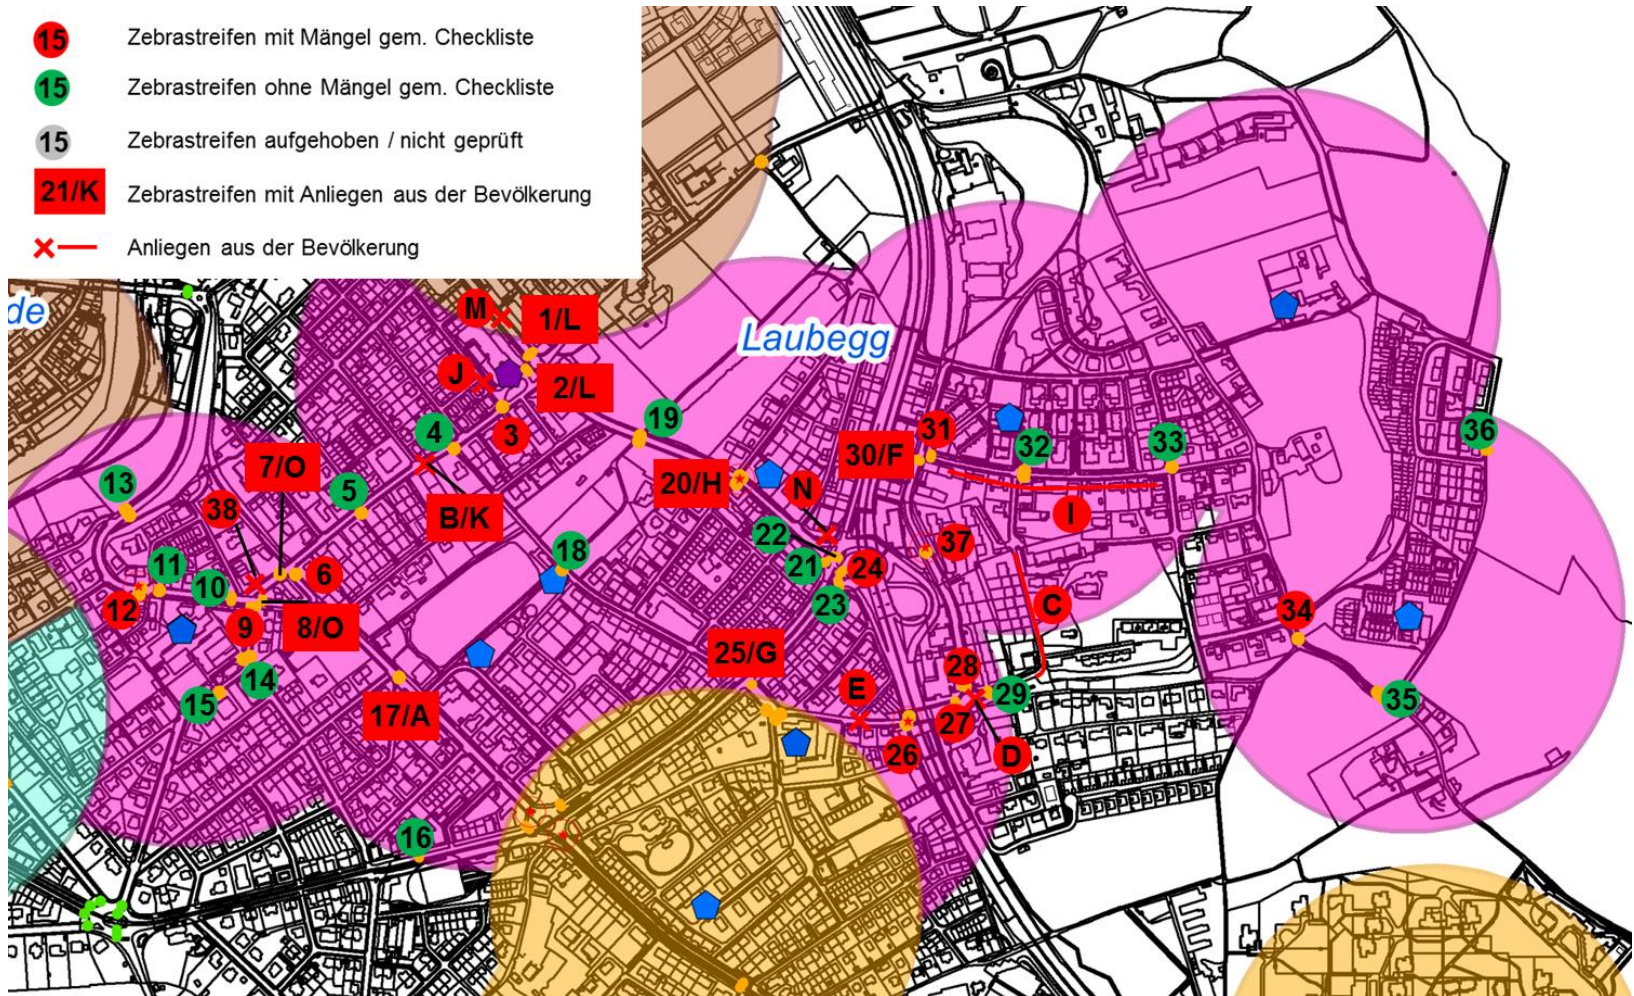 15 Zebrastreifen mit Mängel gem. Checkliste
15 Zebrastreifen ohne Mängel gem. Checkliste
15 Zebrastreifen aufgehoben / nicht geprüft
21/K Zebrastreifen mit Anliegen aus der Bevölkerung
Anliegen aus der Bevölkerung
de
M
1/L
Laubegg
J
2/L
4
3
19
31
32
33
36
7/O
30/F
20/H
N
13
5
B/K
I
38
22
37
18
11
10
6
21
24
12
23
C
8/O
9
34
25/G
14
28
E
29
15
35
17/A
27
26
D
16